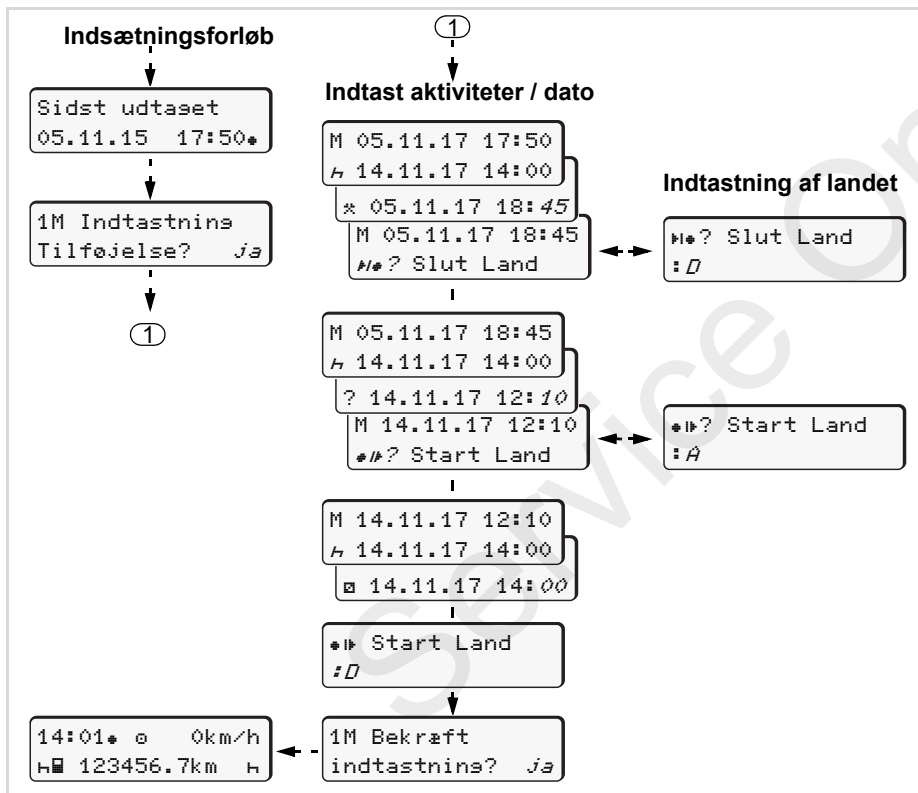 Indsætningsforløb
Sidst udtaget
05.11.15 17:50
1M Indtastning
Tilføjelse? ja
1
1
Indtast aktiviteter / dato
M 05.11.17 17:50
14.11.17 14:00
05.11.17 18:45
M 05.11.17 18:45
? Slut Land
Indtastning af landet
? Slut Land
:D
M 05.11.17 18:45
14.11.17 14:00
? 14.11.17 12:10
M 14.11.17 12:10
? Start Land
? Start Land
:A
M 14.11.17 12:10
14.11.17 14:00
14.11.17 14:00
Start Land
:D
1M Bekræft
indtastning? ja
14:01 0km/h
123456.7km
Service